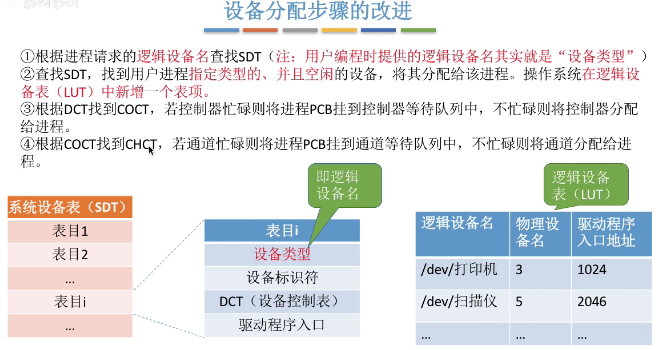 设备分配步骤的改进
①根据进程请求的逻辑设备名查找SDT（注：用户编程时提供的逻辑设备名其实就是“设备类型”）
②查找SDT，找到用户进程指定类型的、并且空闲的设备，将其分配给该进程。操作系统在逻辑设
备表（LUT）中新增一个表项。
③根据DCT找到COCT，若控制器忙碌则将进程PCB挂到控制器等待队列中，不忙碌则将控制器分配
给进程。
④根据COCT找到CHCT，若通道忙碌则将进程PCB挂到通道等待队列中，不忙碌则将通道分配给进
程。
即逻辑
设备名
逻辑设备
表（LUT）
系统设备表（SDT）
表目1
表目2
...
表目i
...
表目i
设备类型
设备标识符
DCT（设备控制表）
驱动程序入口
逻辑设备名 物理设备名 驱动程序入口地址
/dev/打印机 3 1024
/dev/扫描仪 5 2046
... ... ...